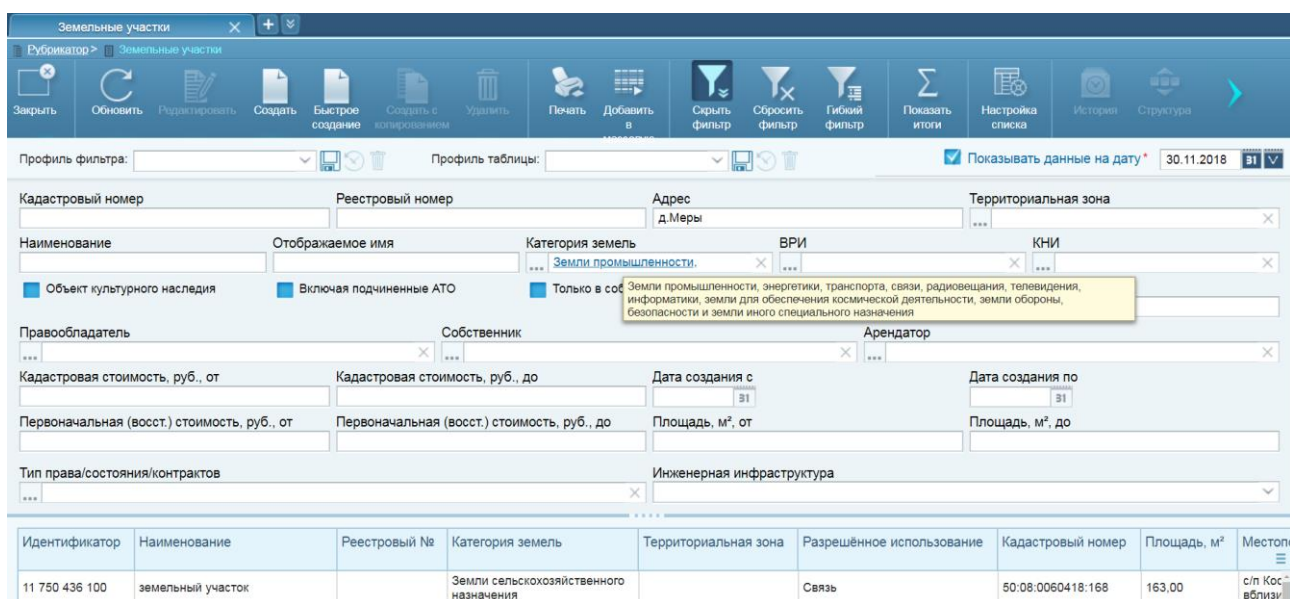 Земельные участки
Рубрикатор > Земельные участки
Закрыть Обновить Редактировать Создать Быстрое создание Создать с копированием Удалить Печать Добавить в Скрыть фильтр Сбросить фильтр Гибкий фильтр Показать итоги Настройка списка История Структура
Профиль фильтра: Профиль таблицы: Показывать данные на дату* 30.11.2018
Кадастровый номер Реестровый номер Адрес Территориальная зона
д.Меры
Наименование Отображаемое имя Категория земель ВРИ КНИ
Земли промышленности,
Объект культурного наследия Включая подчиненные АТО Только в соб
Земли промышленности, энергетики, транспорта, связи, радиовещания, телевидения,
информатики, земли для обеспечения космической деятельности, земли обороны,
безопасности и земли иного специального назначения
Правообладатель Собственник Арендатор
Кадастровая стоимость, руб., от Кадастровая стоимость, руб., до Дата создания с Дата создания по
31 31
Первоначальная (восст.) стоимость, руб., от Первоначальная (восст.) стоимость, руб., до Площадь, м², от Площадь, м², до
Тип права/состояния/контрактов Инженерная инфраструктура
Идентификатор Наименование Реестровый № Категория земель Территориальная зона Разрешённое использование Кадастровый номер Площадь, м² Местопо
11 750 436 100 земельный участок Земли сельскохозяйственного назначения Связь 50:08:0060418:168 163,00 с/п Кос вблизи